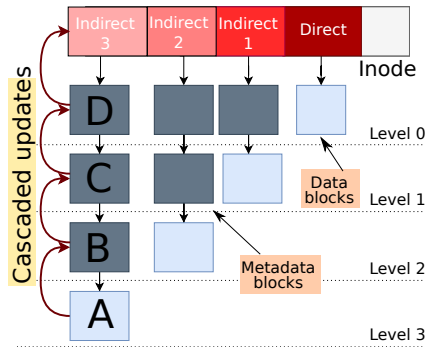 Indirect
3
Indirect
2
Indirect
1
Direct
Inode
Cascaded updates
D
Level 0
C
Data
blocks
Level 1
B
Metadata
blocks
Level 2
A
Level 3